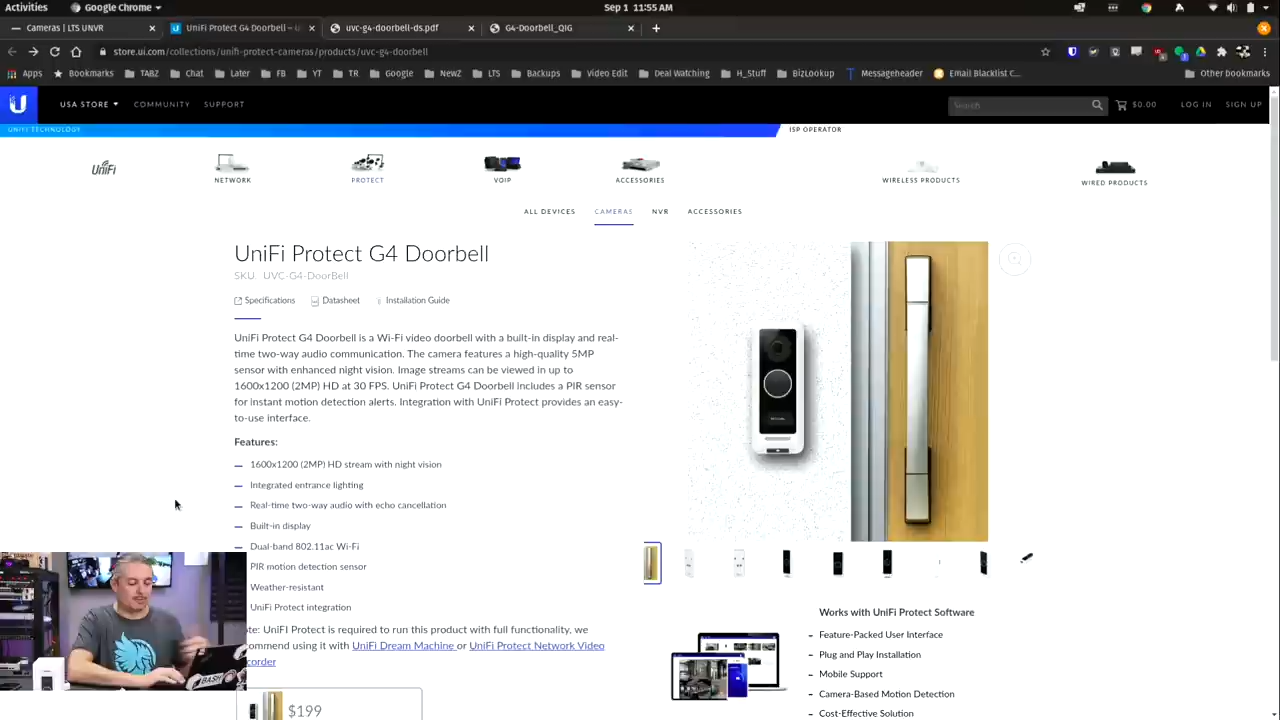 Activities
Google Chrome
Sep 1 11:55 AM
Cameras | LTS UNVR
uvc-g4-doorbell-ds.pdf
G4-Doorbell_QIG
store.ui.com/collections/unifi-protect-cameras/products/uvc-g4-doorbell
Apps
Bookmarks
TABZ
Chat
Later
FB
YT
TR
Google
NewZ
LTS
Backups
Video Edit
Deal Watching
H_Stuff
BizLookup
Messageheader
Email Blacklist C...
Other bookmarks
USA STORE
COMMUNITY
SUPPORT
Search
$0.00
LOG IN
SIGN UP
UNIFI TECHNOLOGY
ISP OPERATOR
UniFi
NETWORK
PROTECT
VOIP
ACCESSORIES
WIRELESS PRODUCTS
WIRED PRODUCTS
ALL DEVICES
CAMERAS
NVR
ACCESSORIES
UniFi Protect G4 Doorbell
SKU: UVC-G4-DoorBell
Specifications
Datasheet
Installation Guide
UniFi Protect G4 Doorbell is a Wi-Fi video doorbell with a built-in display and real-
time two-way audio communication. The camera features a high-quality 5MP
sensor with enhanced night vision. Image streams can be viewed in up to
1600x1200 (2MP) HD at 30 FPS. UniFi Protect G4 Doorbell includes a PIR sensor
for instant motion detection alerts. Integration with UniFi Protect provides an easy-
to-use interface.
Features:
1600x1200 (2MP) HD stream with night vision
Integrated entrance lighting
Real-time two-way audio with echo cancellation
Built-in display
Dual-band 802.11ac Wi-Fi
PIR motion detection sensor
Weather-resistant
UniFi Protect integration
ote: UniFI Protect is required to run this product with full functionality, we
commend using it with UniFi Dream Machine or UniFi Protect Network Video
corder
$199
Works with UniFi Protect Software
Feature-Packed User Interface
Plug and Play Installation
Mobile Support
Camera-Based Motion Detection
Cost-Effective Solution
BASH